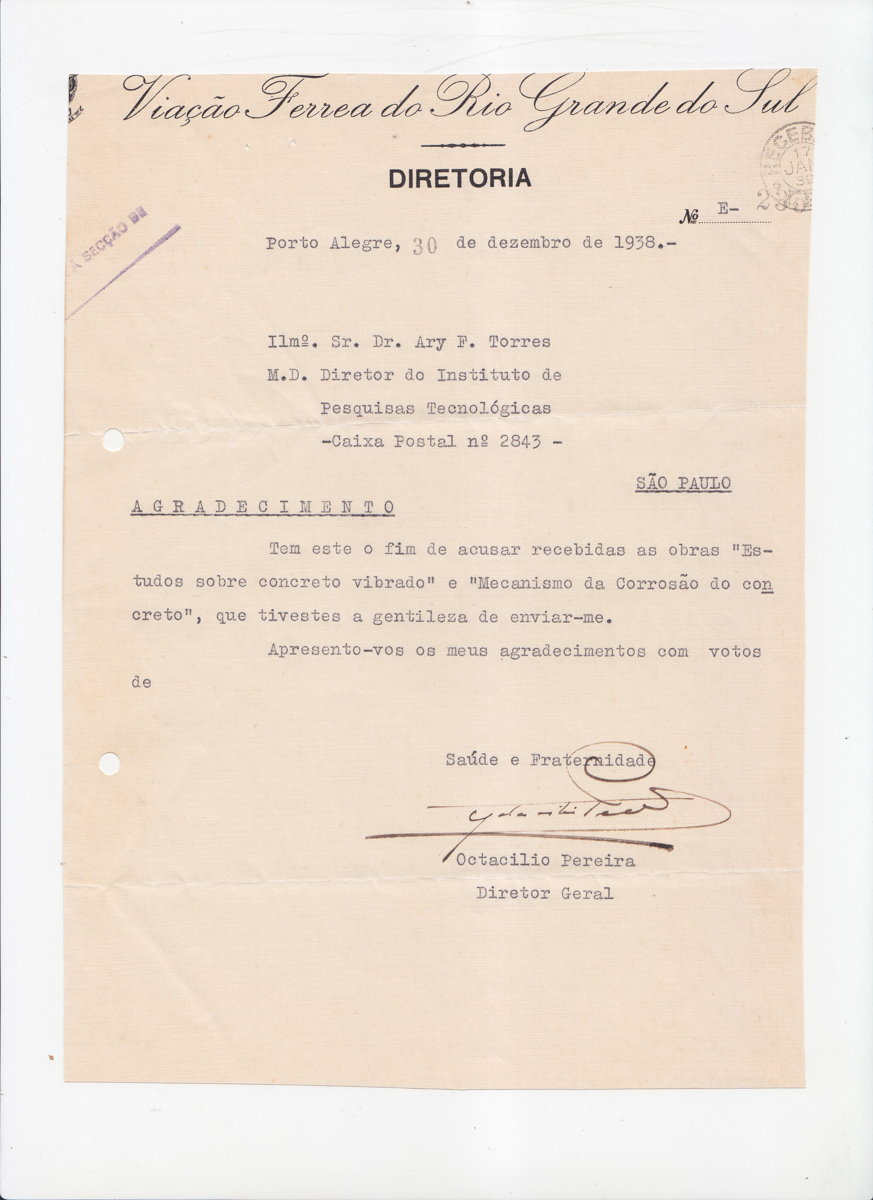 Viação Ferrea do Rio Grande do Sul
DIRETORIA
Nº E-
À SECÇÃO DE
Porto Alegre, 30 de dezembro de 1938.-
Ilmº. Sr. Dr. Ary F. Torres
M.D. Diretor do Instituto de
Pesquisas Tecnológicas
-Caixa Postal nº 2843 -
SÃO PAULO
AGRADECIMENTO
Tem este o fim de acusar recebidas as obras "Es-
tudos sobre concreto vibrado" e "Mecanismo da Corrosão do con
creto", que tivestes a gentileza de enviar-me.
Apresento-vos os meus agradecimentos com votos
de
Saúde e Fraternidade
Octacilio Pereira
Diretor Geral